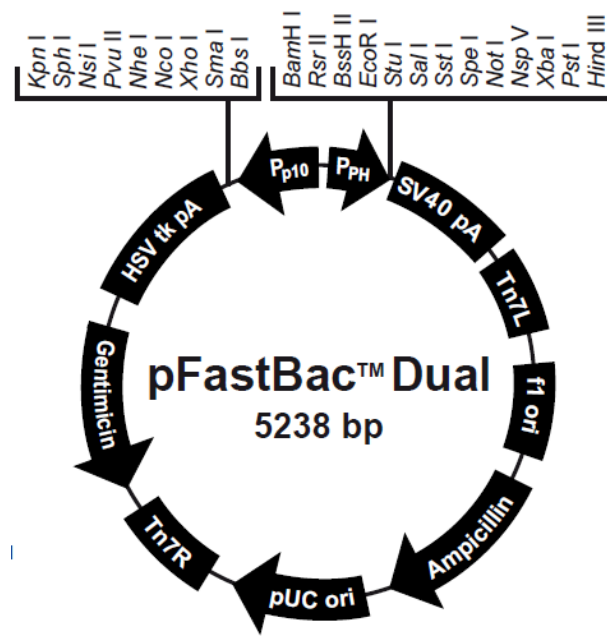 Kpn I
Sph I
Nsi I
Pvu II
Nhe I
Nco I
Xho I
Sma I
Bbs I
BamH I
Rsr II
BssH II
EcoR I
Stu I
Sal I
Sst I
Spe I
Not I
Nsp V
Xba I
Pst I
Hind III
Pp10
PPH
SV40 pA
HSV tk pA
Tn7L
Gentimicin
pFastBac™ Dual
5238 bp
f1 ori
Ampicillin
Tn7R
pUC ori